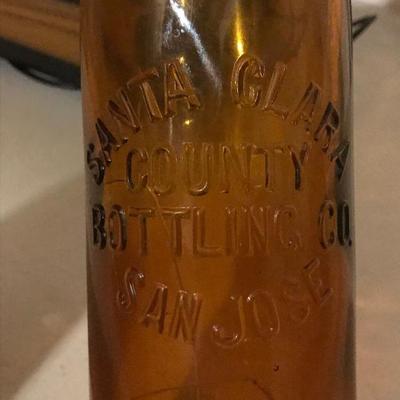 SANTA CLARA
COUNTY
BOTTLING CO.
SAN JOSE